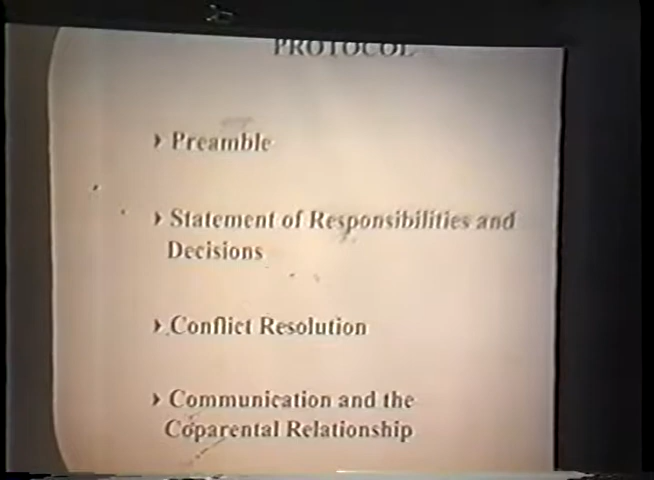 PROTOCOL
Preamble
Statement of Responsibilities and
Decisions
Conflict Resolution
Communication and the
Coparental Relationship